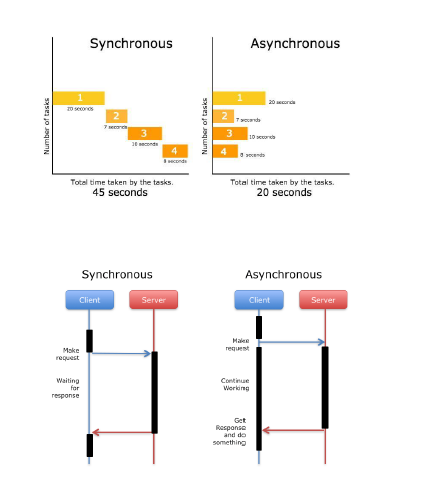 Synchronous
Asynchronous
Number of tasks
1
20 seconds
2
7 seconds
3
10 seconds
4
8 seconds
Total time taken by the tasks.
45 seconds
Number of tasks
1
20 seconds
2
7 seconds
3
10 seconds
4
8 seconds
Total time taken by the tasks.
20 seconds
Synchronous
Client
Server
Make
request
Waiting
for
response
Asynchronous
Client
Server
Make
request
Continue
Working
Get
Response
and do
something